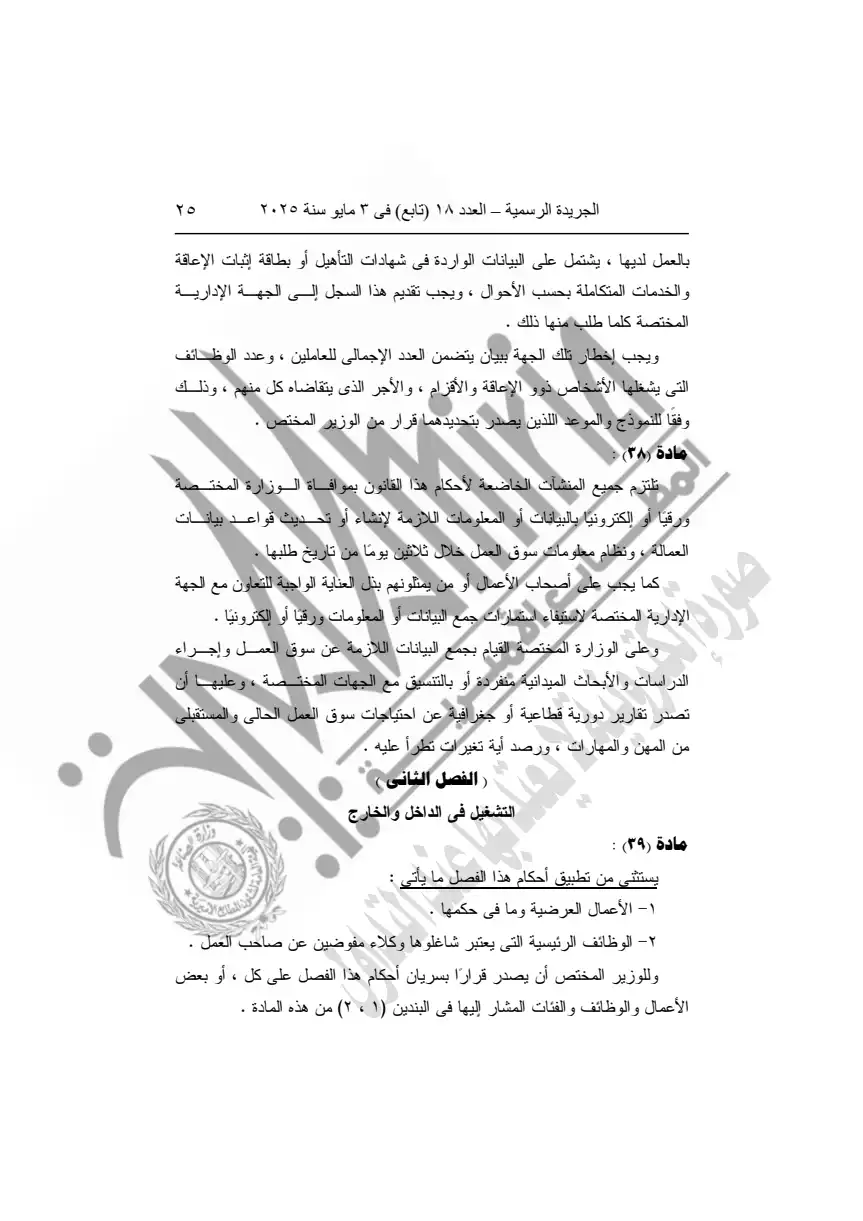 الجريدة الرسمية – العدد ١٨ (تابع) فى ٣ مايو سنة ٢٠٢٥ ٢٥
بالعمل لديها ، يشتمل على البيانات الواردة فى شهادات التأهيل أو بطاقة إثبات الإعاقة
والخدمات المتكاملة بحسب الأحوال ، ويجب تقديم هذا السجل إلى الجهة الإدارية
المختصة كلما طلب منها ذلك .
ويجب إخطار تلك الجهة ببيان يتضمن العدد الإجمالى للعاملين ، وعدد الوظائف
التى يشغلها الأشخاص ذوو الإعاقة والأقزام ، والأجر الذى يتقاضاه كل منهم ، وذلك
وفقًا للنموذج والموعد اللذين يصدر بتحديدهما قرار من الوزير المختص .
مادة (٣٨) :
تلتزم جميع المنشآت الخاضعة لأحكام هذا القانون بموافاة الوزارة المختصة
ورقيًا أو إلكترونيًا بالبيانات أو المعلومات اللازمة لإنشاء أو تحديث قواعد بيانات
العمالة ، ونظام معلومات سوق العمل خلال ثلاثين يومًا من تاريخ طلبها .
كما يجب على أصحاب الأعمال أو من يمثلونهم بذل العناية الواجبة للتعاون مع الجهة
الإدارية المختصة لاستيفاء استمارات جمع البيانات أو المعلومات ورقيًا أو إلكترونيًا .
وعلى الوزارة المختصة القيام بجمع البيانات اللازمة عن سوق العمل وإجراء
الدراسات والأبحاث الميدانية منفردة أو بالتنسيق مع الجهات المختصة ، وعليها أن
تصدر تقارير دورية قطاعية أو جغرافية عن احتياجات سوق العمل الحالى والمستقبلى
من المهن والمهارات ، ورصد أية تغيرات تطرأ عليه .
( الفصل الثانى )
التشغيل فى الداخل والخارج
مادة (٣٩) :
يستثنى من تطبيق أحكام هذا الفصل ما يأتى :
١- الأعمال العرضية وما فى حكمها .
٢- الوظائف الرئيسية التى يعتبر شاغلوها وكلاء مفوضين عن صاحب العمل .
وللوزير المختص أن يصدر قرارًا بسريان أحكام هذا الفصل على كل ، أو بعض
الأعمال والوظائف والفئات المشار إليها فى البندين (١ ، ٢) من هذه المادة .